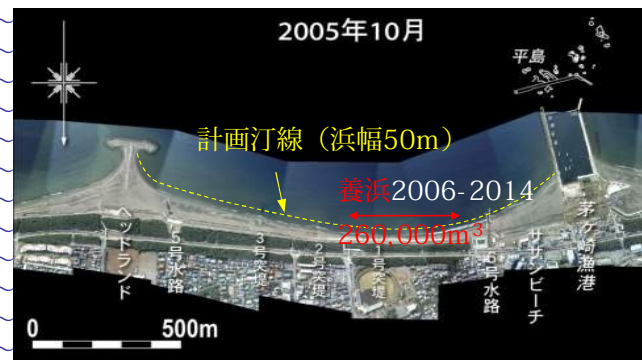 2005年10月
平島
計画汀線（浜幅50m）
養浜2006-2014
260,000m³
ヘッドランド
5号水路
3号突堤
2号突堤
1号突堤
6号水路
サザンビーチ
茅ヶ崎漁港
0 500m